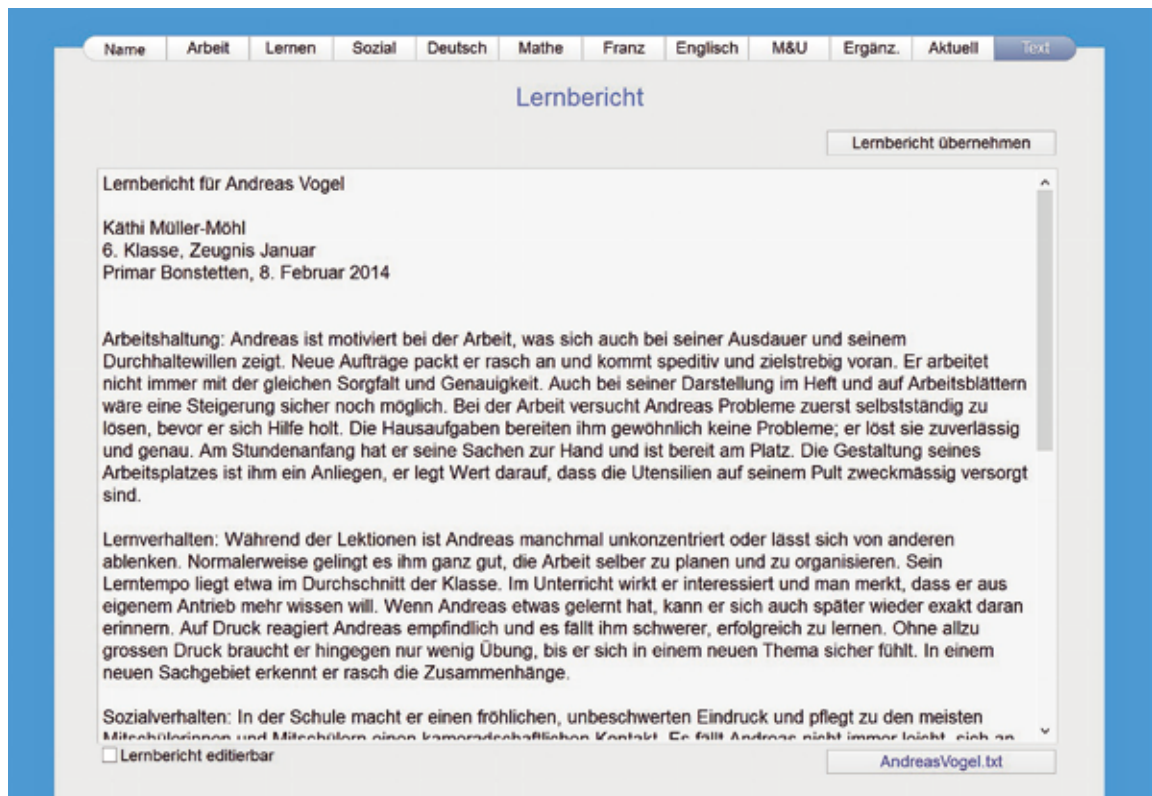 Name Arbeit Lernen Sozial Deutsch Mathe Franz Englisch M&U Ergänz. Aktuell Text
Lernbericht
Lernbericht übernehmen
Lernbericht für Andreas Vogel
Käthi Müller-Möhl
6. Klasse, Zeugnis Januar
Primar Bonstetten, 8. Februar 2014
Arbeitshaltung: Andreas ist motiviert bei der Arbeit, was sich auch bei seiner Ausdauer und seinem
Durchhaltewillen zeigt. Neue Aufträge packt er rasch an und kommt speditiv und zielstrebig voran. Er arbeitet
nicht immer mit der gleichen Sorgfalt und Genauigkeit. Auch bei seiner Darstellung im Heft und auf Arbeitsblättern
wäre eine Steigerung sicher noch möglich. Bei der Arbeit versucht Andreas Probleme zuerst selbstständig zu
lösen, bevor er sich Hilfe holt. Die Hausaufgaben bereiten ihm gewöhnlich keine Probleme; er löst sie zuverlässig
und genau. Am Stundenanfang hat er seine Sachen zur Hand und ist bereit am Platz. Die Gestaltung seines
Arbeitsplatzes ist ihm ein Anliegen, er legt Wert darauf, dass die Utensilien auf seinem Pult zweckmässig versorgt
sind.
Lernverhalten: Während der Lektionen ist Andreas manchmal unkonzentriert oder lässt sich von anderen
ablenken. Normalerweise gelingt es ihm ganz gut, die Arbeit selber zu planen und zu organisieren. Sein
Lerntempo liegt etwa im Durchschnitt der Klasse. Im Unterricht wirkt er interessiert und man merkt, dass er aus
eigenem Antrieb mehr wissen will. Wenn Andreas etwas gelernt hat, kann er sich auch später wieder exakt daran
erinnern. Auf Druck reagiert Andreas empfindlich und es fällt ihm schwerer, erfolgreich zu lernen. Ohne allzu
grossen Druck braucht er hingegen nur wenig Übung, bis er sich in einem neuen Thema sicher fühlt. In einem
neuen Sachgebiet erkennt er rasch die Zusammenhänge.
Sozialverhalten: In der Schule macht er einen fröhlichen, unbeschwerten Eindruck und pflegt zu den meisten
Mitschülerinnen und Mitschülern einen kameradschaftlichen Kontakt. Es fällt Andreas nicht immer leicht, sich an
Lernbericht editierbar
AndreasVogel.txt